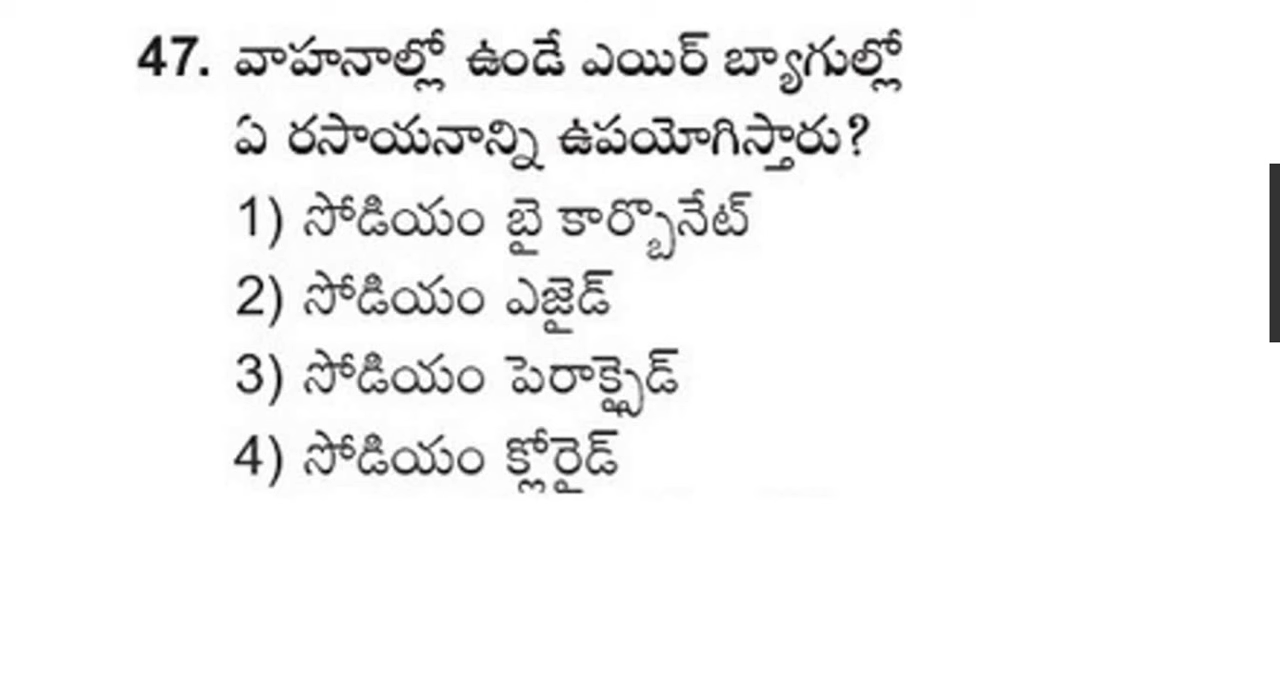 47. వాహనాల్లో ఉండే ఎయిర్ బ్యాగుల్లో
ఏ రసాయనాన్ని ఉపయోగిస్తారు?
1) సోడియం బై కార్బొనేట్
2) సోడియం ఎజైడ్
3) సోడియం పెరాక్సైడ్
4) సోడియం క్లోరైడ్